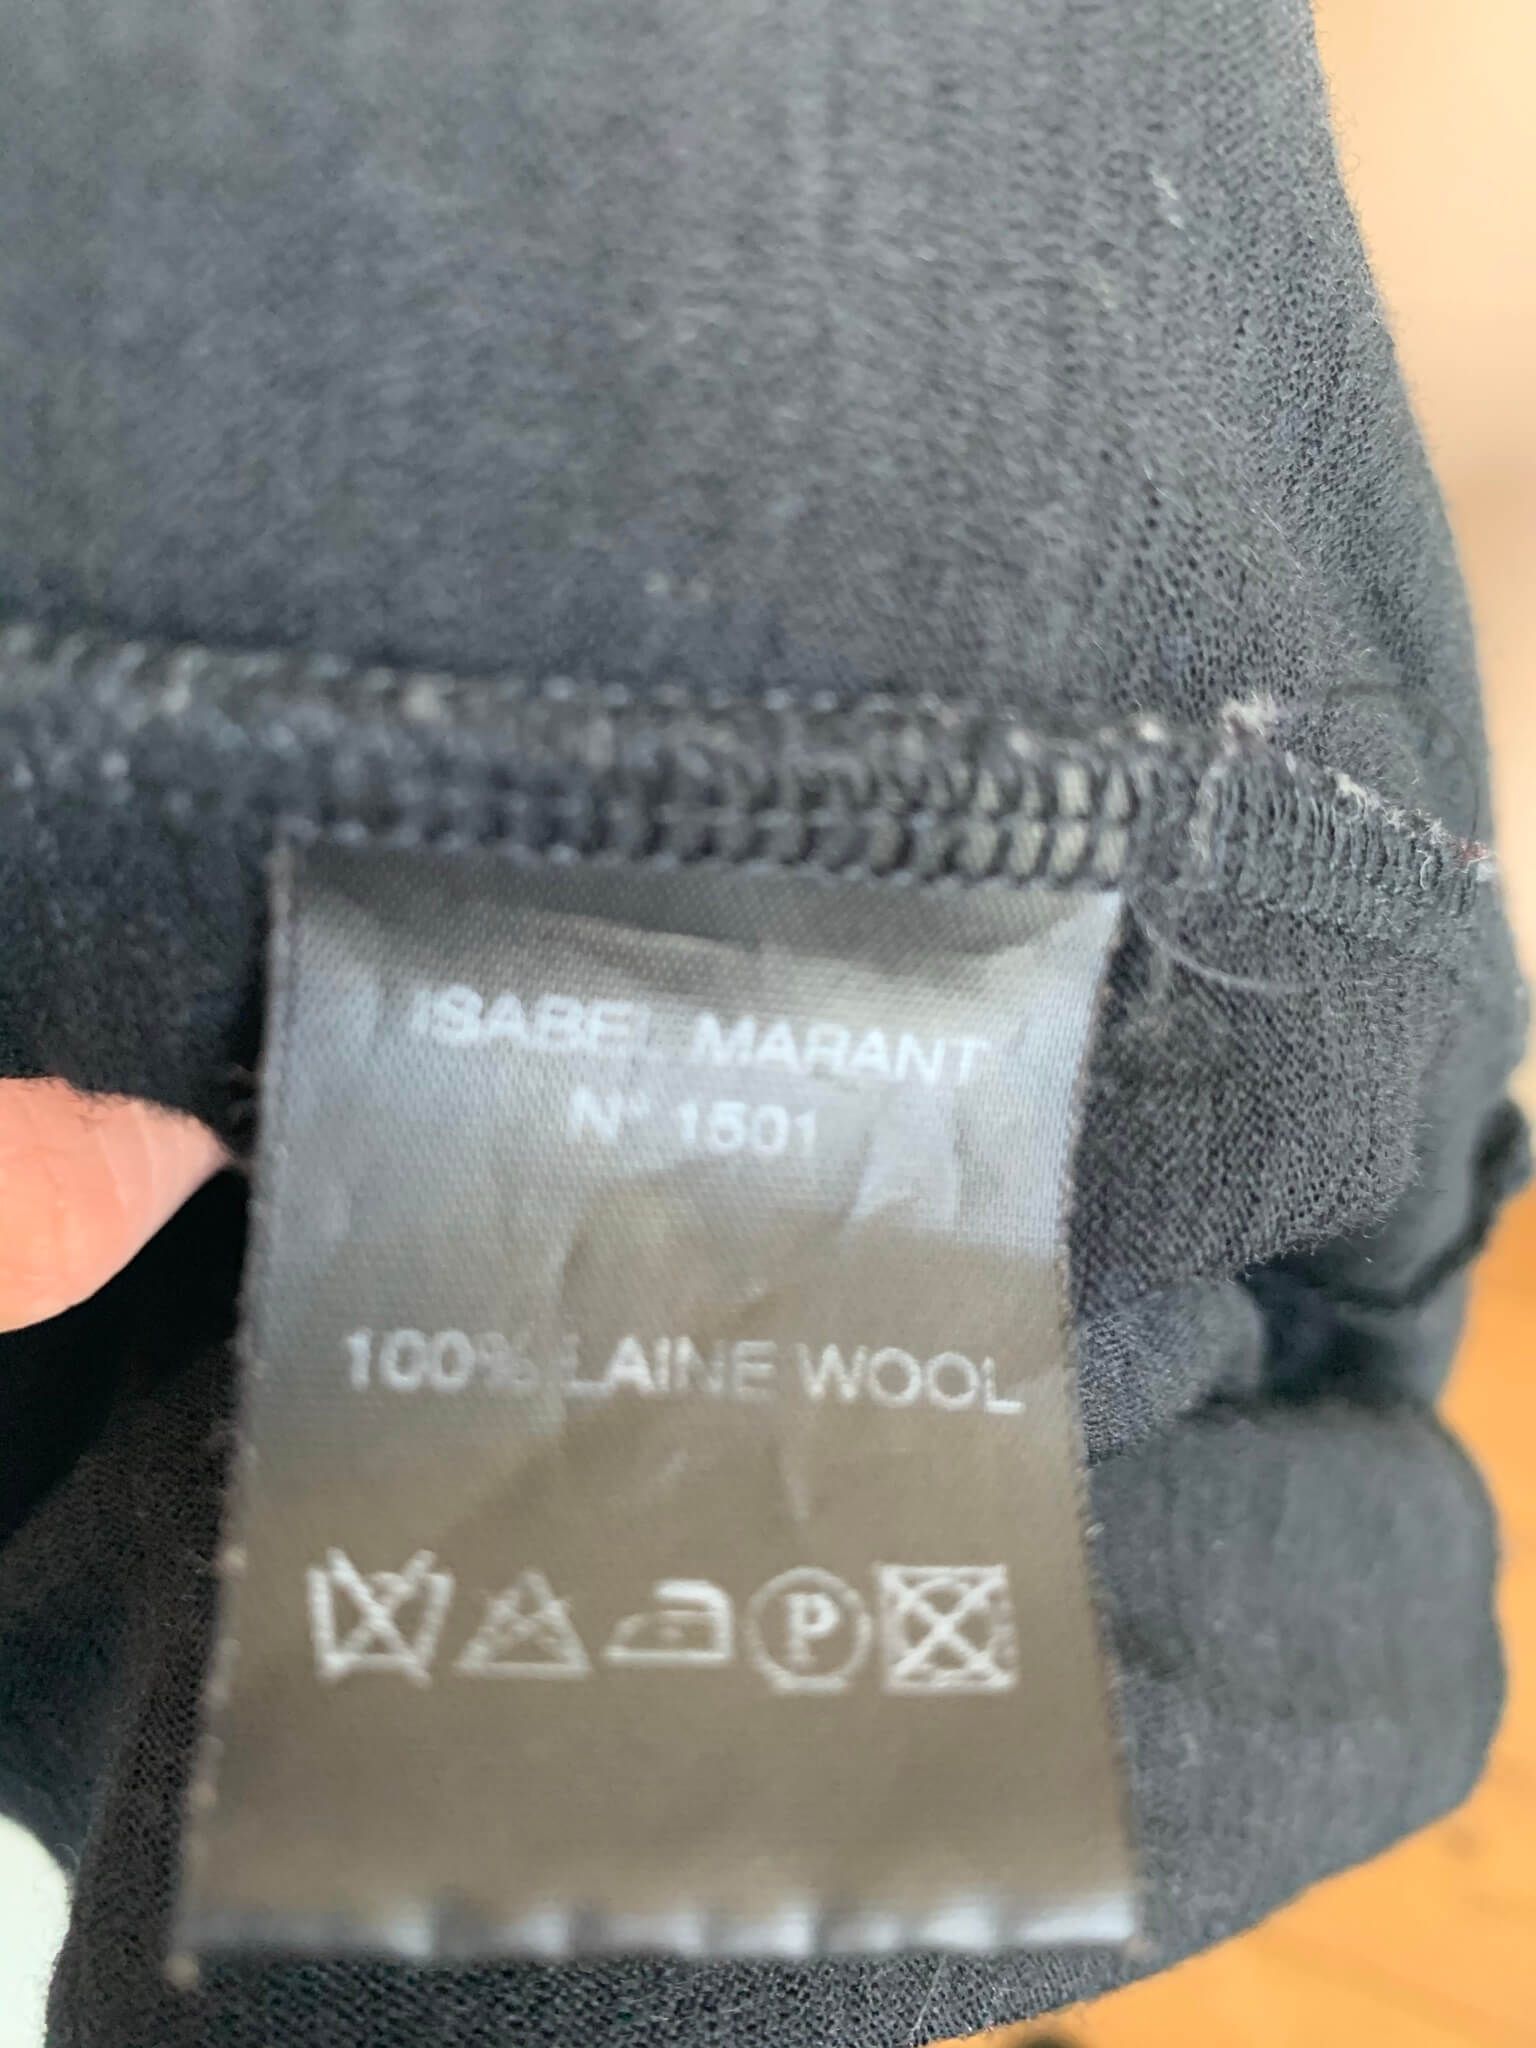 ISABEL MARANT
N° 1501
100% LAINE WOOL
P